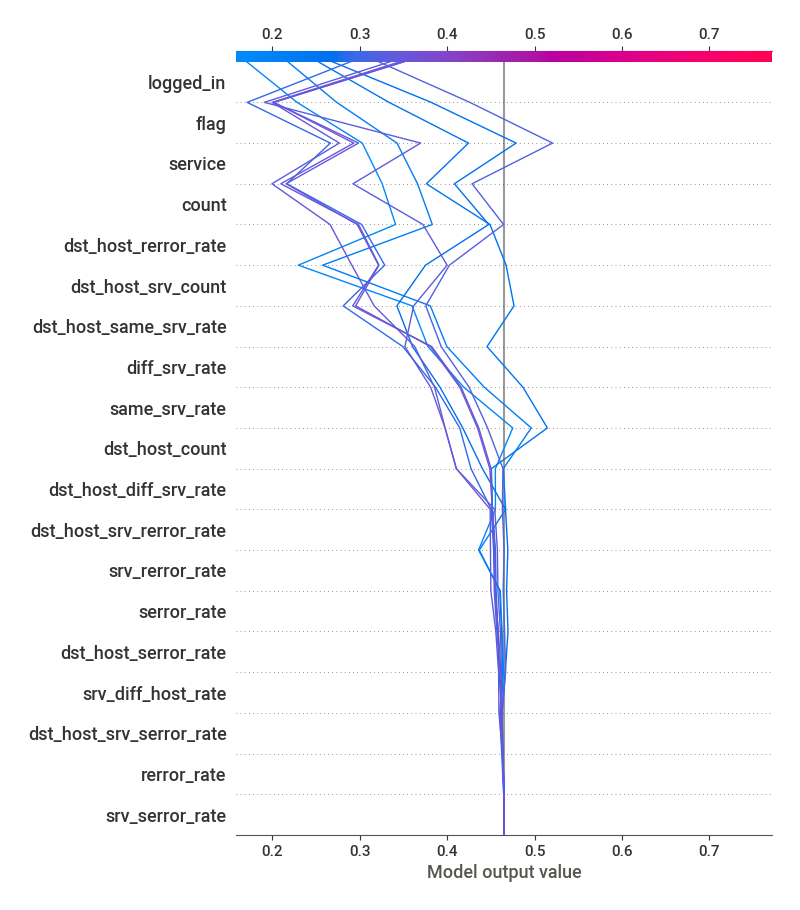 0.2 0.3 0.4 0.5 0.6 0.7
logged_in
flag
service
count
dst_host_rerror_rate
dst_host_srv_count
dst_host_same_srv_rate
diff_srv_rate
same_srv_rate
dst_host_count
dst_host_diff_srv_rate
dst_host_srv_rerror_rate
srv_rerror_rate
serror_rate
dst_host_serror_rate
srv_diff_host_rate
dst_host_srv_serror_rate
rerror_rate
srv_serror_rate
0.2 0.3 0.4 0.5 0.6 0.7
Model output value